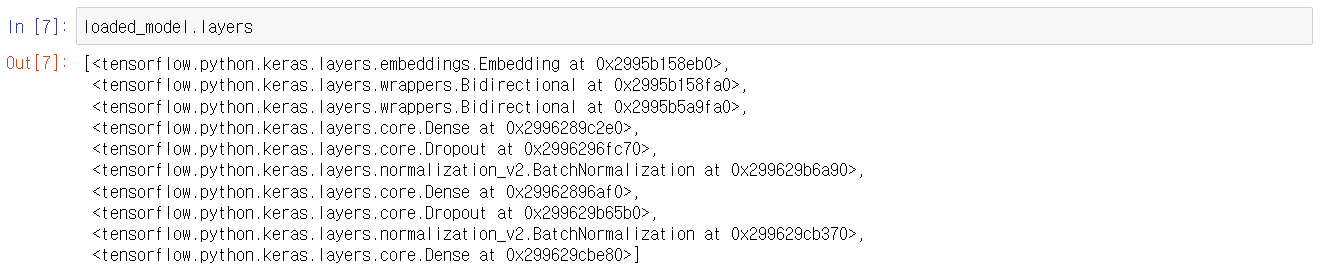 In [7]: loaded_model.layers
Out[7]: [<tensorflow.python.keras.layers.embeddings.Embedding at 0x2995b158eb0>,
<tensorflow.python.keras.layers.wrappers.Bidirectional at 0x2995b158fa0>,
<tensorflow.python.keras.layers.wrappers.Bidirectional at 0x2995b5a9fa0>,
<tensorflow.python.keras.layers.core.Dense at 0x2996289c2e0>,
<tensorflow.python.keras.layers.core.Dropout at 0x2996296fc70>,
<tensorflow.python.keras.layers.normalization_v2.BatchNormalization at 0x299629b6a90>,
<tensorflow.python.keras.layers.core.Dense at 0x29962896af0>,
<tensorflow.python.keras.layers.core.Dropout at 0x299629b65b0>,
<tensorflow.python.keras.layers.normalization_v2.BatchNormalization at 0x299629cb370>,
<tensorflow.python.keras.layers.core.Dense at 0x299629cbe80>]